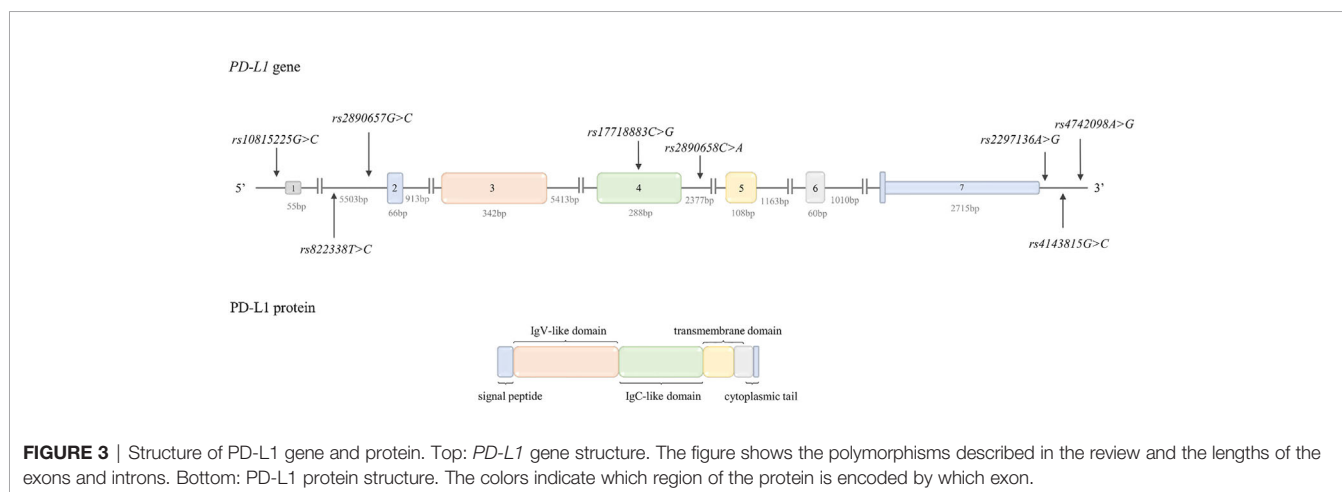 PD-L1 gene
rs10815225G>C
rs2890657G>C
rs17718883C>G
rs2890658C>A
rs2297136A>G
rs4742098A>G
5’
1
2
3
4
5
6
7
3’
55bp
5503bp
66bp
913bp
342bp
5413bp
288bp
2377bp
108bp
1163bp
60bp
1010bp
2715bp
rs822338T>C
rs4143815G>C
PD-L1 protein
IgV-like domain
transmembrane domain
signal peptide
IgC-like domain
cytoplasmic tail
FIGURE 3 | Structure of PD-L1 gene and protein. Top: PD-L1 gene structure. The figure shows the polymorphisms described in the review and the lengths of the
exons and introns. Bottom: PD-L1 protein structure. The colors indicate which region of the protein is encoded by which exon.